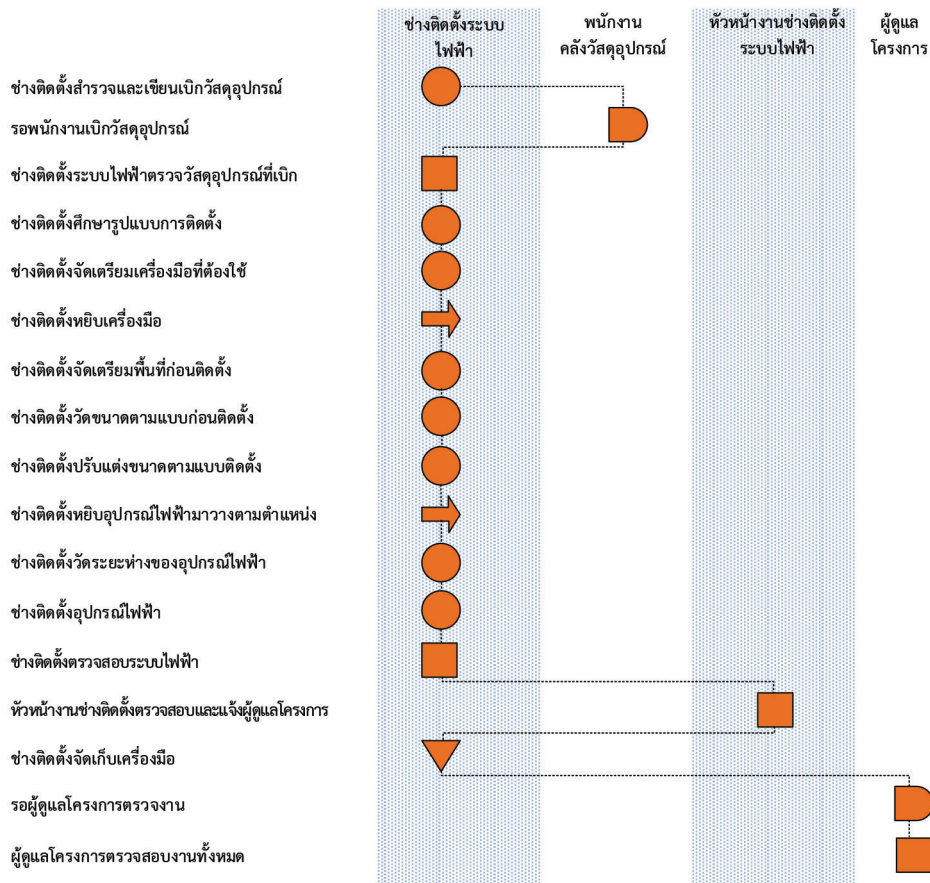 ช่างติดตั้งระบบ
ไฟฟ้า
พนักงาน
คลังวัสดุอุปกรณ์
หัวหน้างานช่างติดตั้ง
ระบบไฟฟ้า
ผู้ดูแล
โครงการ
ช่างติดตั้งสำรวจและเขียนเบิกวัสดุอุปกรณ์
รอพนักงานเบิกวัสดุอุปกรณ์
ช่างติดตั้งระบบไฟฟ้าตรวจวัสดุอุปกรณ์ที่เบิก
ช่างติดตั้งศึกษารูปแบบการติดตั้ง
ช่างติดตั้งจัดเตรียมเครื่องมือที่ต้องใช้
ช่างติดตั้งหยิบเครื่องมือ
ช่างติดตั้งจัดเตรียมพื้นที่ก่อนติดตั้ง
ช่างติดตั้งวัดขนาดตามแบบก่อนติดตั้ง
ช่างติดตั้งปรับแต่งขนาดตามแบบติดตั้ง
ช่างติดตั้งหยิบอุปกรณ์ไฟฟ้ามาวางตามตำแหน่ง
ช่างติดตั้งวัดระยะห่างของอุปกรณ์ไฟฟ้า
ช่างติดตั้งอุปกรณ์ไฟฟ้า
ช่างติดตั้งตรวจสอบระบบไฟฟ้า
หัวหน้างานช่างติดตั้งตรวจสอบและแจ้งผู้ดูแลโครงการ
ช่างติดตั้งจัดเก็บเครื่องมือ
รอผู้ดูแลโครงการตรวจงาน
ผู้ดูแลโครงการตรวจสอบงานทั้งหมด